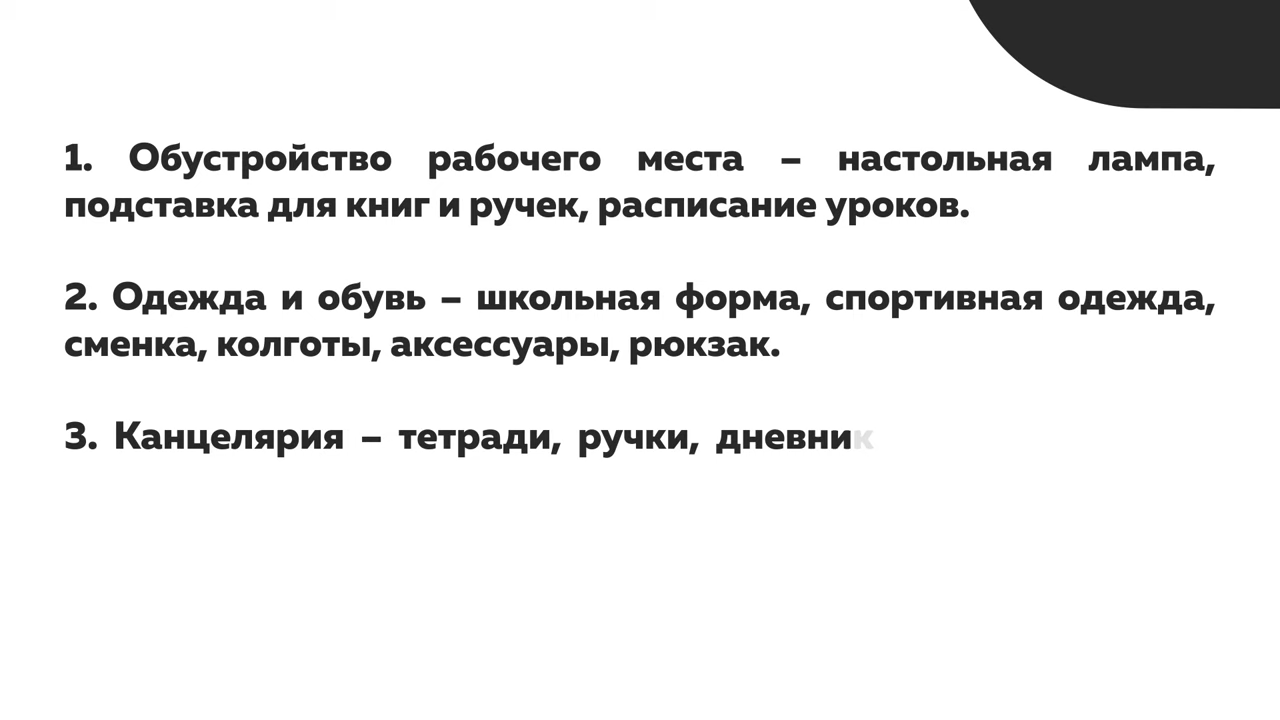 1. Обустройство рабочего места – настольная лампа,
подставка для книг и ручек, расписание уроков.
2. Одежда и обувь – школьная форма, спортивная одежда,
сменка, колготы, аксессуары, рюкзак.
3. Канцелярия – тетради, ручки, дневник